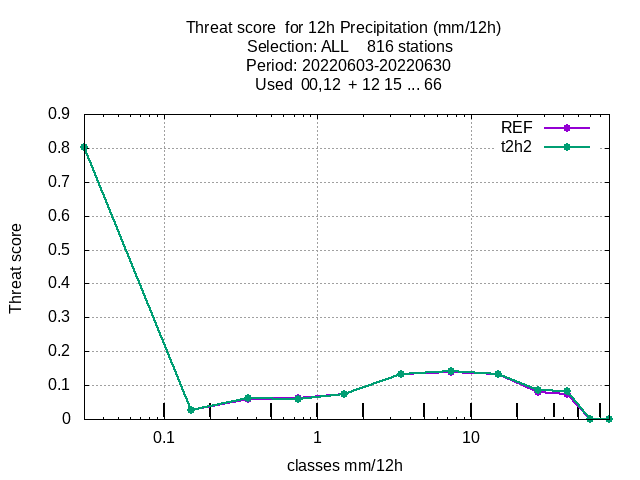 Threat score for 12h Precipitation (mm/12h)
Selection: ALL 816 stations
Period: 20220603-20220630
Used 00,12 + 12 15 ... 66
0.9
REF
0.8
t2h2
0.7
0.6
0.5
Threat score
0.4
0.3
0.2
0.1
0
0.1 1 10
classes mm/12h